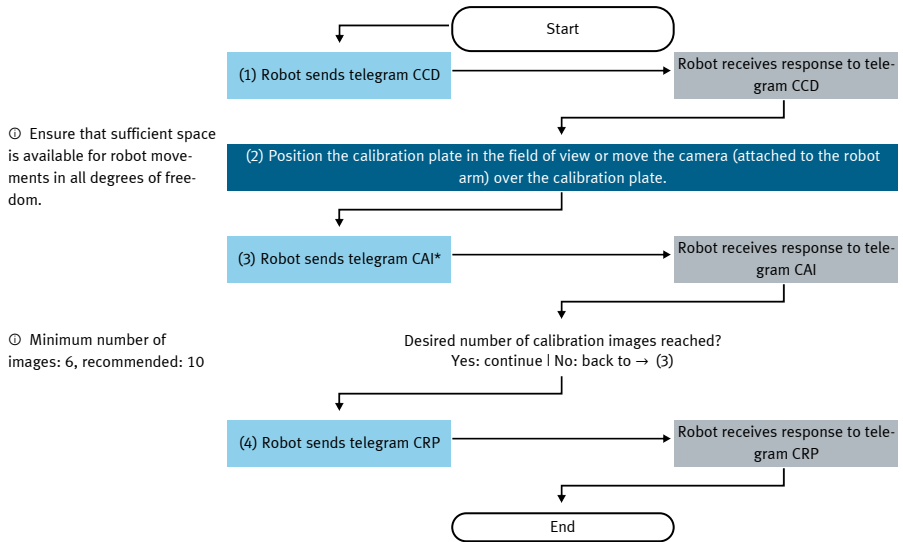 Start
(1) Robot sends telegram CCD
Robot receives response to tele-
gram CCD
ⓘ Ensure that sufficient space
is available for robot move-
ments in all degrees of free-
dom.
(2) Position the calibration plate in the field of view or move the camera (attached to the robot
arm) over the calibration plate.
(3) Robot sends telegram CAI*
Robot receives response to tele-
gram CAI
ⓘ Minimum number of
images: 6, recommended: 10
Desired number of calibration images reached?
Yes: continue | No: back to → (3)
(4) Robot sends telegram CRP
Robot receives response to tele-
gram CRP
End